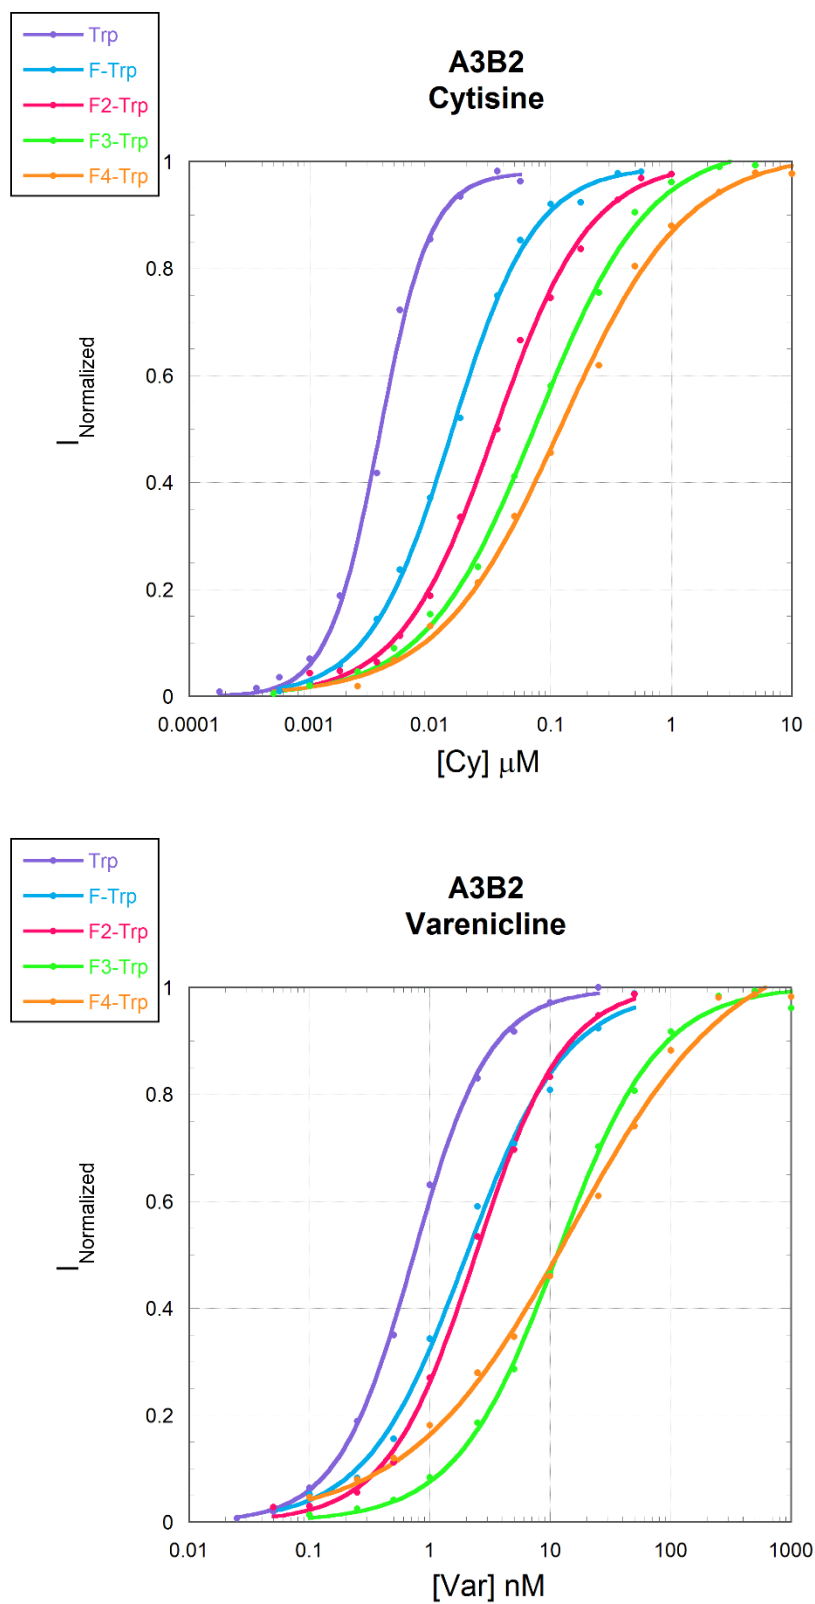 Trp
F-Trp
F2-Trp
F3-Trp
F4-Trp
A3B2
Cytisine
1
0.8
0.6
0.4
0.2
0
I Normalized
0.0001 0.001 0.01 0.1 1 10
[Cy] μM
Trp
F-Trp
F2-Trp
F3-Trp
F4-Trp
A3B2
Varenicline
1
0.8
0.6
0.4
0.2
0
I Normalized
0.01 0.1 1 10 100 1000
[Var] nM